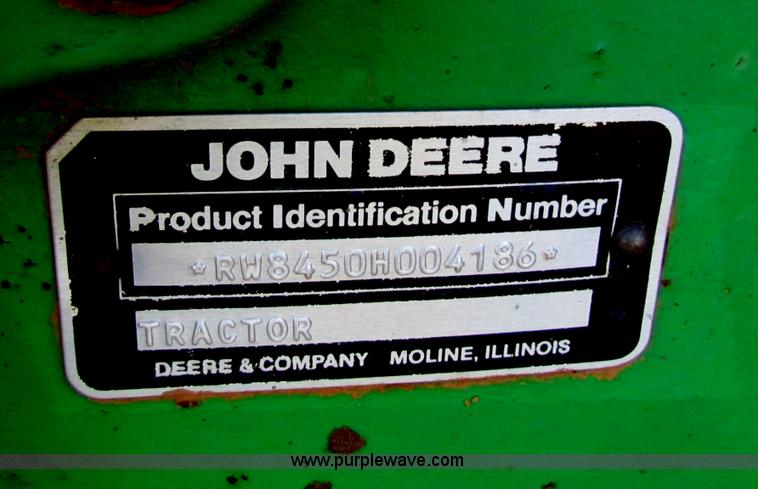 JOHN DEERE
Product Identification Number
*RW8450H004186*
TRACTOR
DEERE & COMPANY MOLINE, ILLINOIS
www.purplewave.com